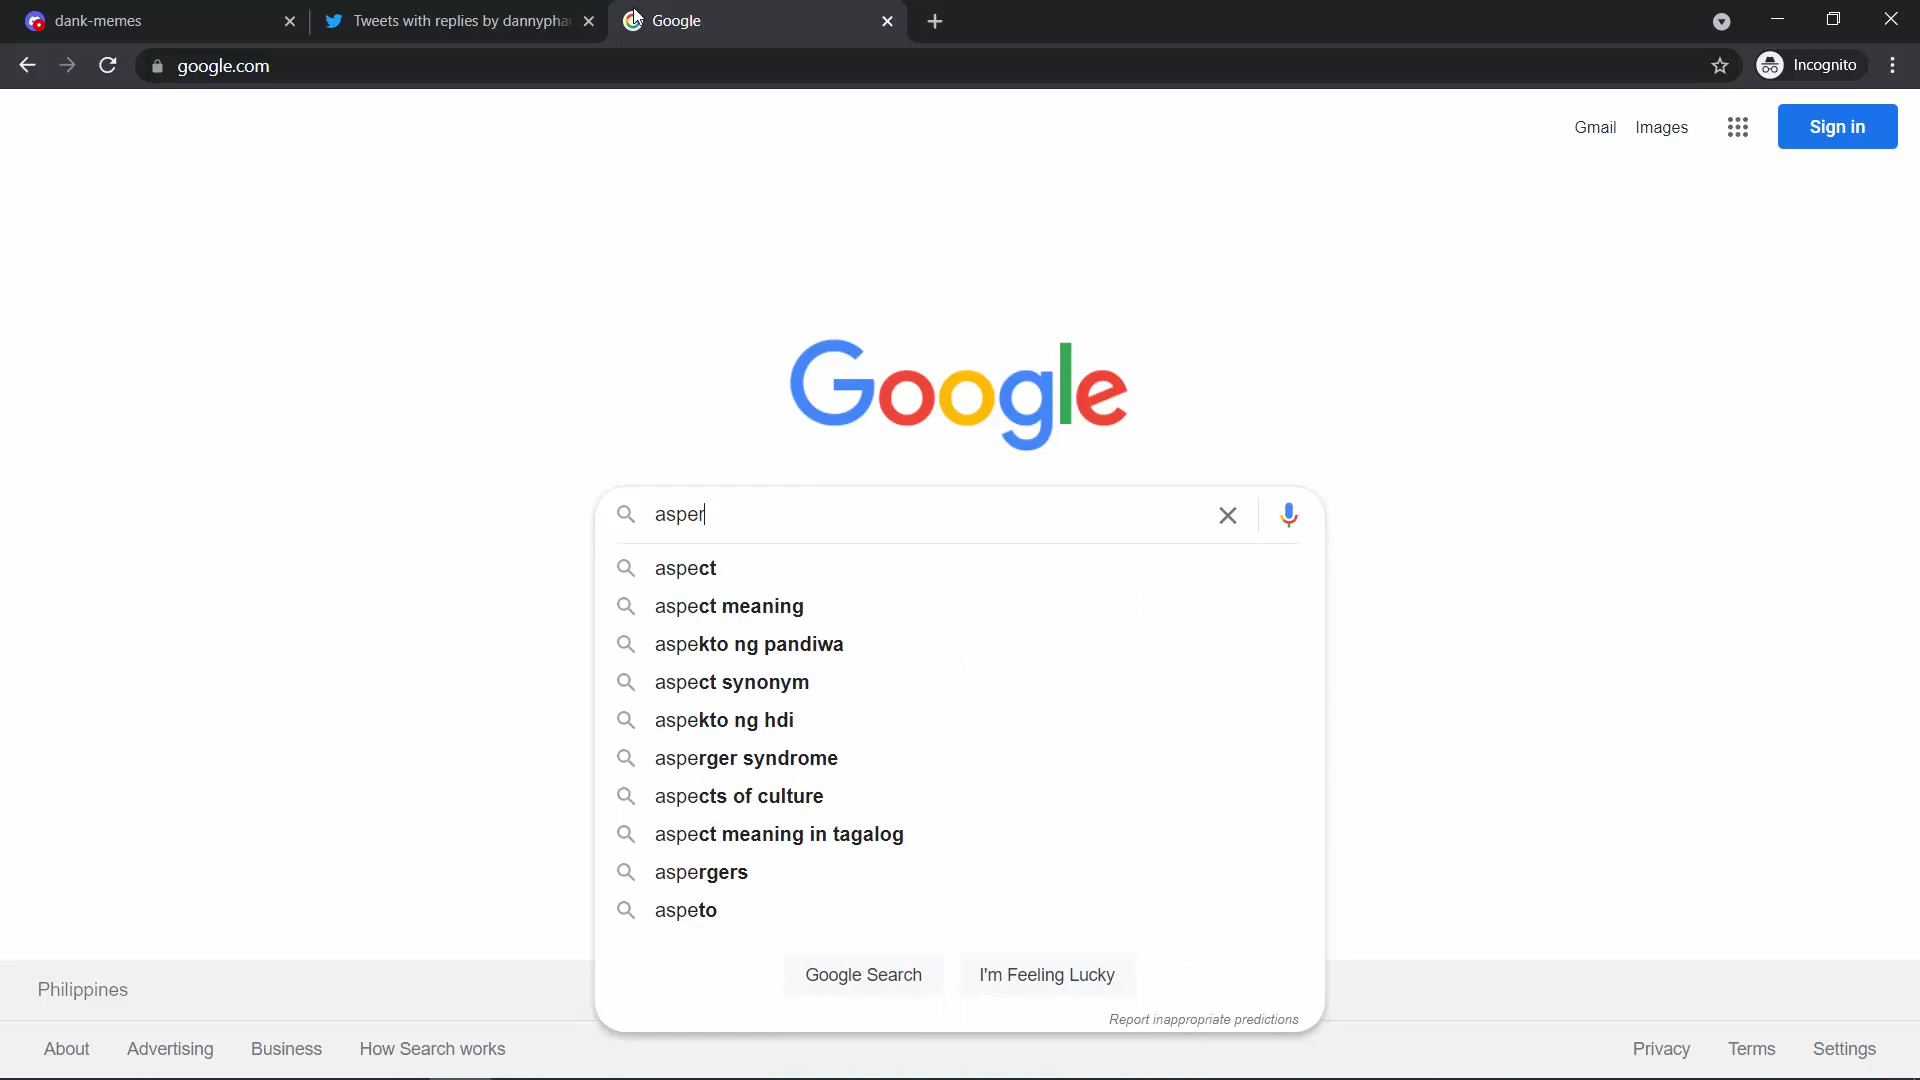 dank-memes
Tweets with replies by dannypha
Google
google.com
Incognito
Gmail
Images
Sign in
Google
asper
aspect
aspect meaning
aspekto ng pandiwa
aspect synonym
aspekto ng hdi
asperger syndrome
aspects of culture
aspect meaning in tagalog
aspergers
aspeto
Google Search
I'm Feeling Lucky
Report inappropriate predictions
Philippines
About
Advertising
Business
How Search works
Privacy
Terms
Settings